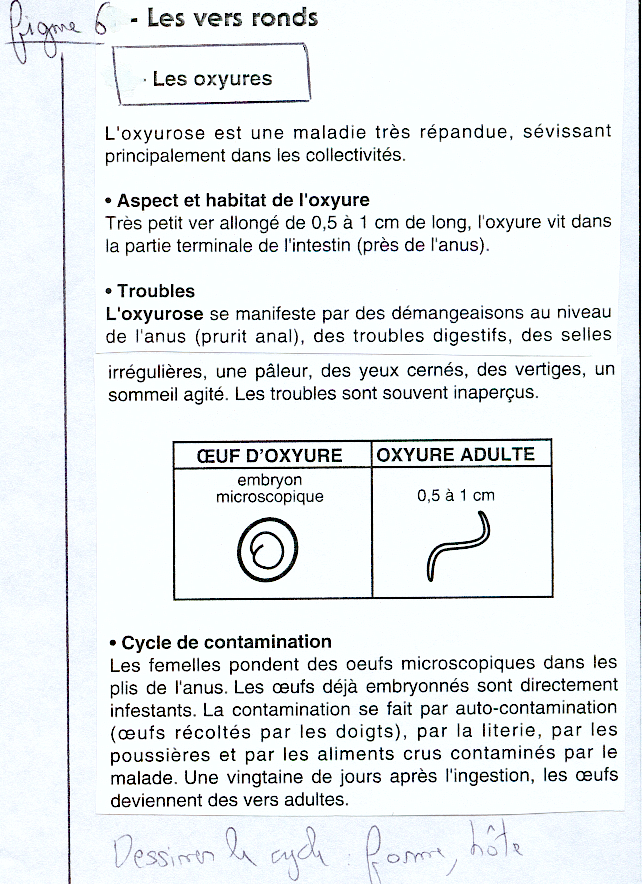 figure 6 - Les vers ronds
· Les oxyures
L'oxyurose est une maladie très répandue, sévissant
principalement dans les collectivités.
• Aspect et habitat de l'oxyure
Très petit ver allongé de 0,5 à 1 cm de long, l'oxyure vit dans
la partie terminale de l'intestin (près de l'anus).
• Troubles
L'oxyurose se manifeste par des démangeaisons au niveau
de l'anus (prurit anal), des troubles digestifs, des selles
irrégulières, une pâleur, des yeux cernés, des vertiges, un
sommeil agité. Les troubles sont souvent inaperçus.
ŒUF D'OXYURE
embryon
microscopique
OXYURE ADULTE
0,5 à 1 cm
• Cycle de contamination
Les femelles pondent des oeufs microscopiques dans les
plis de l'anus. Les œufs déjà embryonnés sont directement
infestants. La contamination se fait par auto-contamination
(œufs récoltés par les doigts), par la literie, par les
poussières et par les aliments crus contaminés par le
malade. Une vingtaine de jours après l'ingestion, les œufs
deviennent des vers adultes.
Dessiner le cycle : forme, hôte